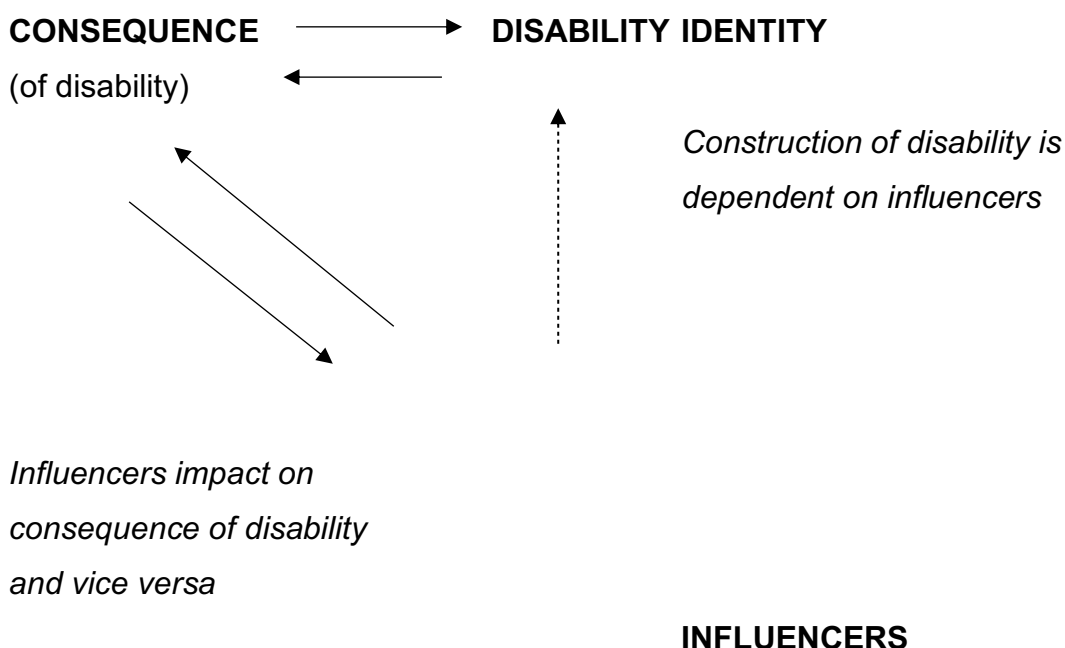 CONSEQUENCE DISABILITY IDENTITY
(of disability)
Construction of disability is
dependent on influencers
Influencers impact on
consequence of disability
and vice versa
INFLUENCERS